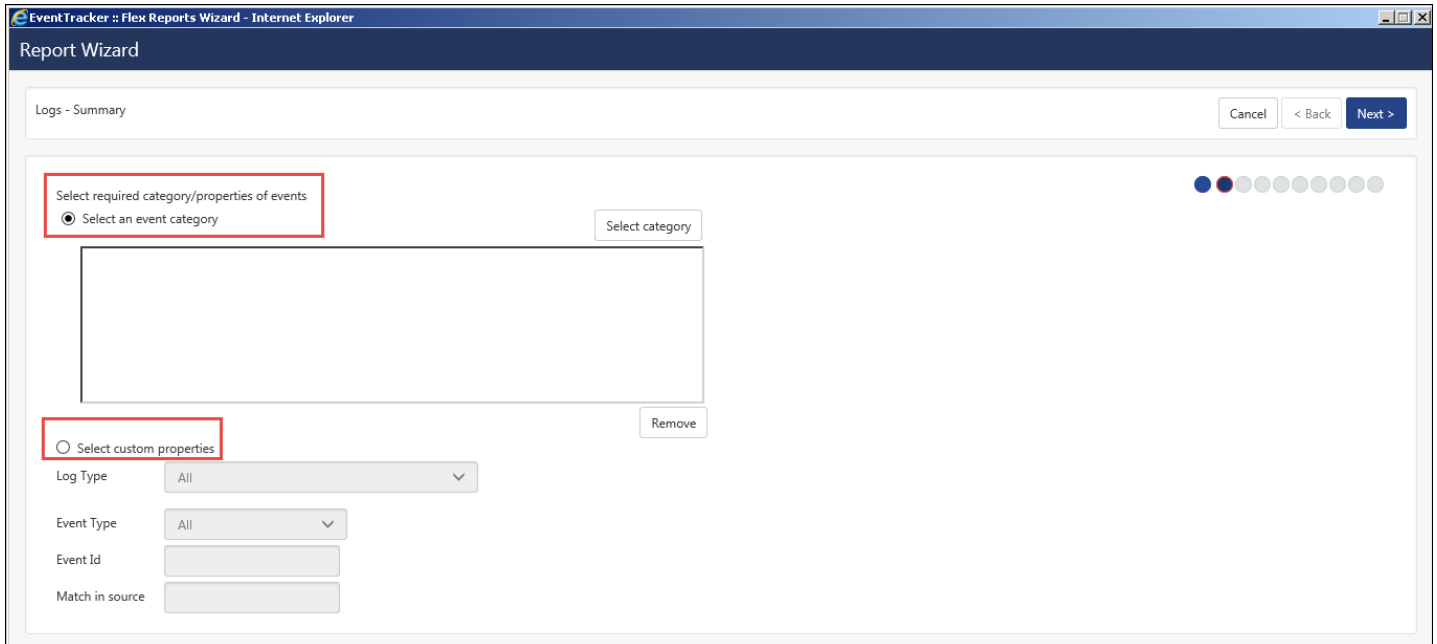 EventTracker :: Flex Reports Wizard - Internet Explorer
Report Wizard
Logs - Summary
Cancel
< Back
Next >
Select required category/properties of events
Select an event category
Select category
Remove
Select custom properties
Log Type
All
Event Type
All
Event Id
Match in source